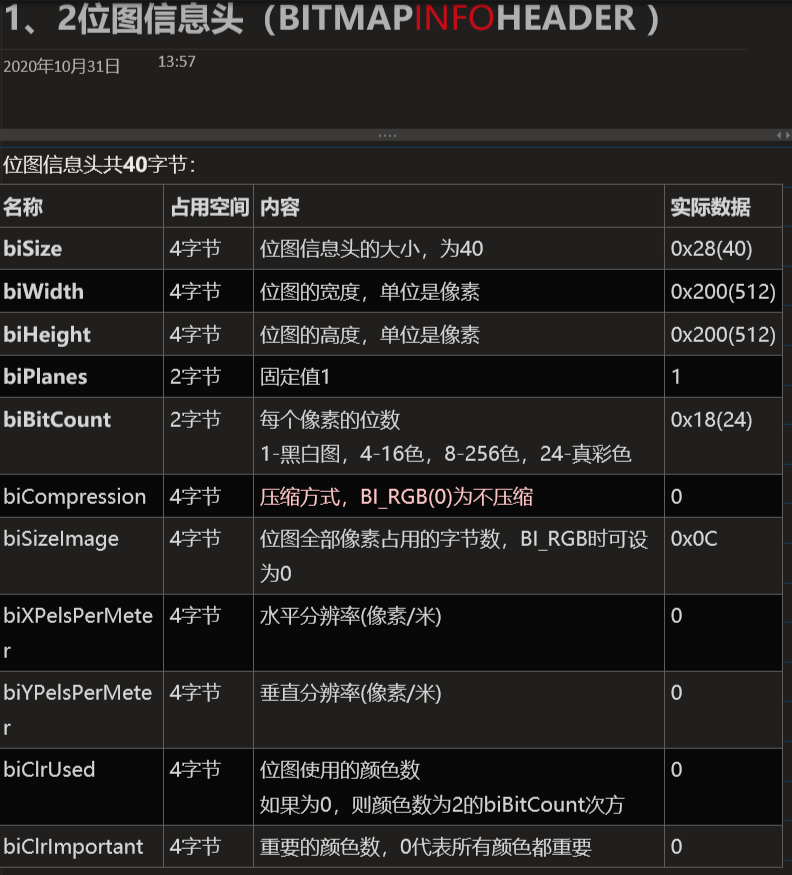 1、2位图信息头（BITMAPINFOHEADER ）
2020年10月31日 13:57
位图信息头共40字节：
名称 占用空间 内容 实际数据
biSize 4字节 位图信息头的大小，为40 0x28(40)
biWidth 4字节 位图的宽度，单位是像素 0x200(512)
biHeight 4字节 位图的高度，单位是像素 0x200(512)
biPlanes 2字节 固定值1 1
biBitCount 2字节 每个像素的位数 0x18(24)
1-黑白图，4-16色，8-256色，24-真彩色
biCompression 4字节 压缩方式，BI_RGB(0)为不压缩 0
biSizeImage 4字节 位图全部像素占用的字节数，BI_RGB时可设 0x0C
为0
biXPelsPerMete 4字节 水平分辨率(像素/米) 0
r
biYPelsPerMete 4字节 垂直分辨率(像素/米) 0
r
biClrUsed 4字节 位图使用的颜色数 0
如果为0，则颜色数为2的biBitCount次方
biClrImportant 4字节 重要的颜色数，0代表所有颜色都重要 0